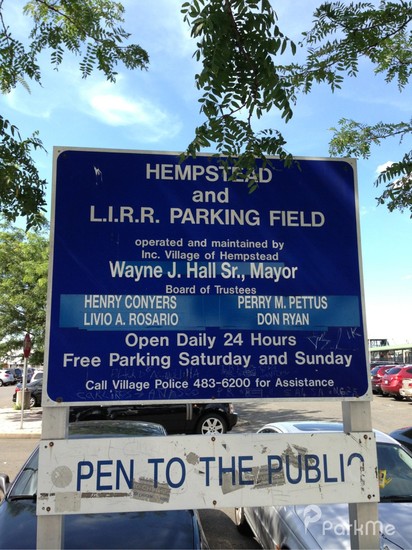 HEMPSTEAD
and
L.I.R.R. PARKING FIELD
operated and maintained by
Inc. Village of Hempstead
Wayne J. Hall Sr., Mayor
Board of Trustees
HENRY CONYERS PERRY M. PETTUS
LIVIO A. ROSARIO DON RYAN
Open Daily 24 Hours
Free Parking Saturday and Sunday
Call Village Police 483-6200 for Assistance
PEN TO THE PUBLIC
ParkMe